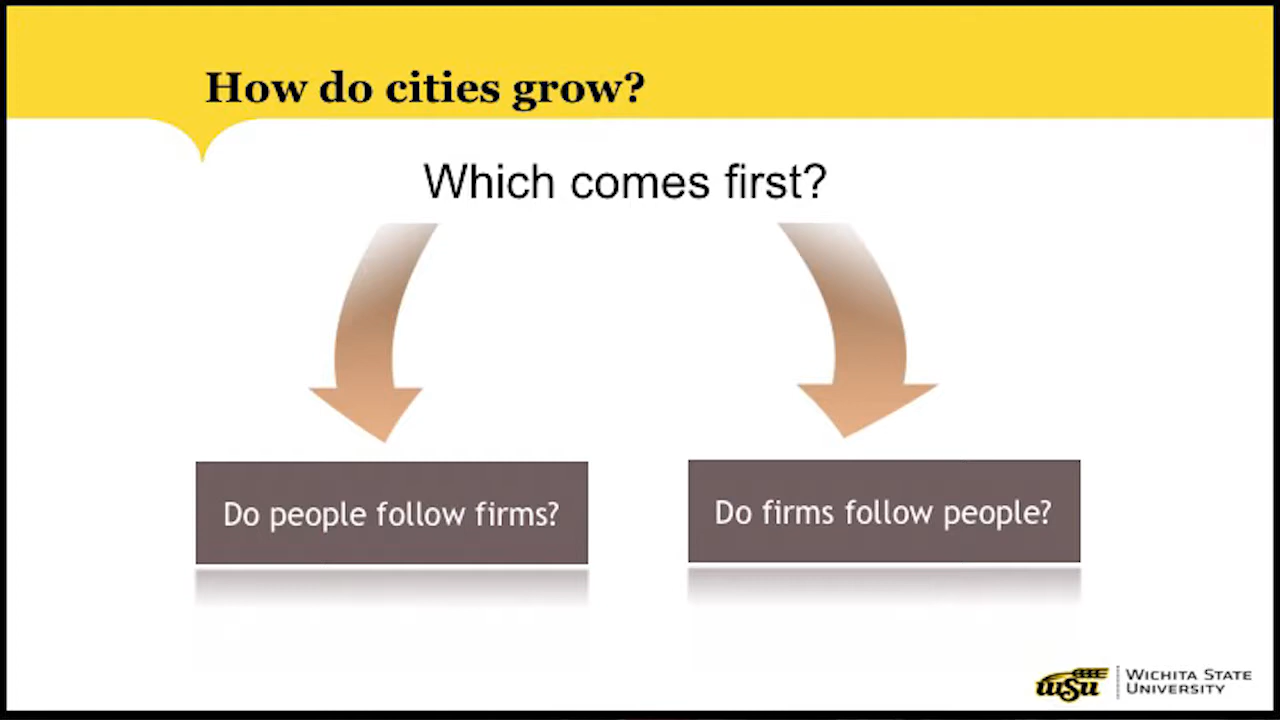 How do cities grow?
Which comes first?
Do people follow firms?
Do firms follow people?
WSU
WICHITA STATE
UNIVERSITY